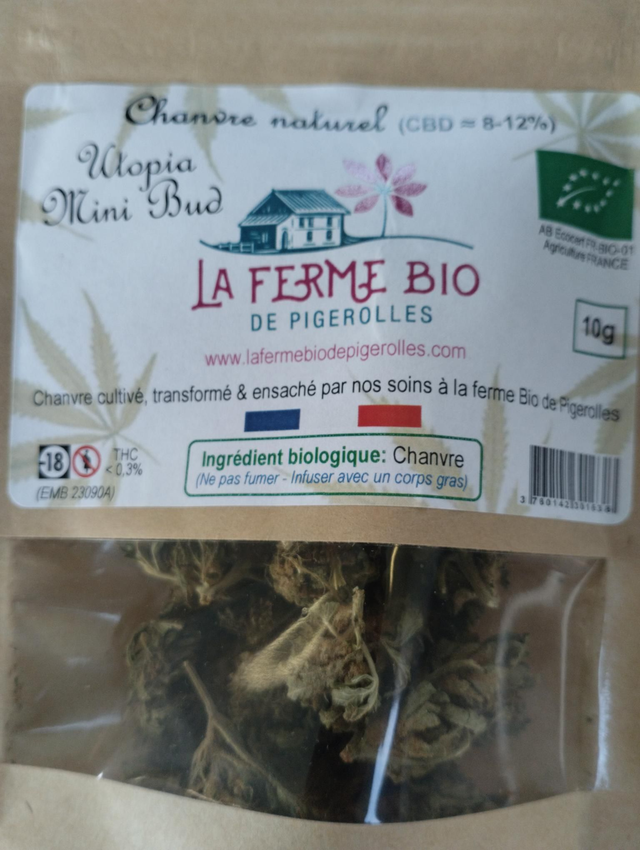 Chanvre naturel (CBD ≈ 8-12%)
Utopia
Mini Bud
AB Ecocert FR-BIO-01
Agriculture FRANCE
LA FERME BIO
DE PIGEROLLES
10g
www.lafermebiodepigerolles.com
Chanvre cultivé, transformé & ensaché par nos soins à la ferme Bio de Pigerolles
-18
THC
< 0,3%
(EMB 23090A)
Ingrédient biologique: Chanvre
(Ne pas fumer - Infuser avec un corps gras)